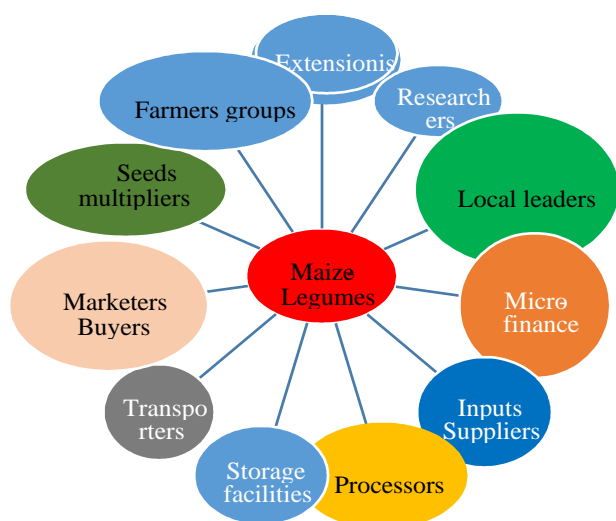 Extensionis
Research
ers
Farmers groups
Local leaders
Seeds
multipliers
Maize-
Legumes
Micro-
finance
Marketers
Buyers
Inputs
Suppliers
Transpo
rters
Storage
facilities
Processors